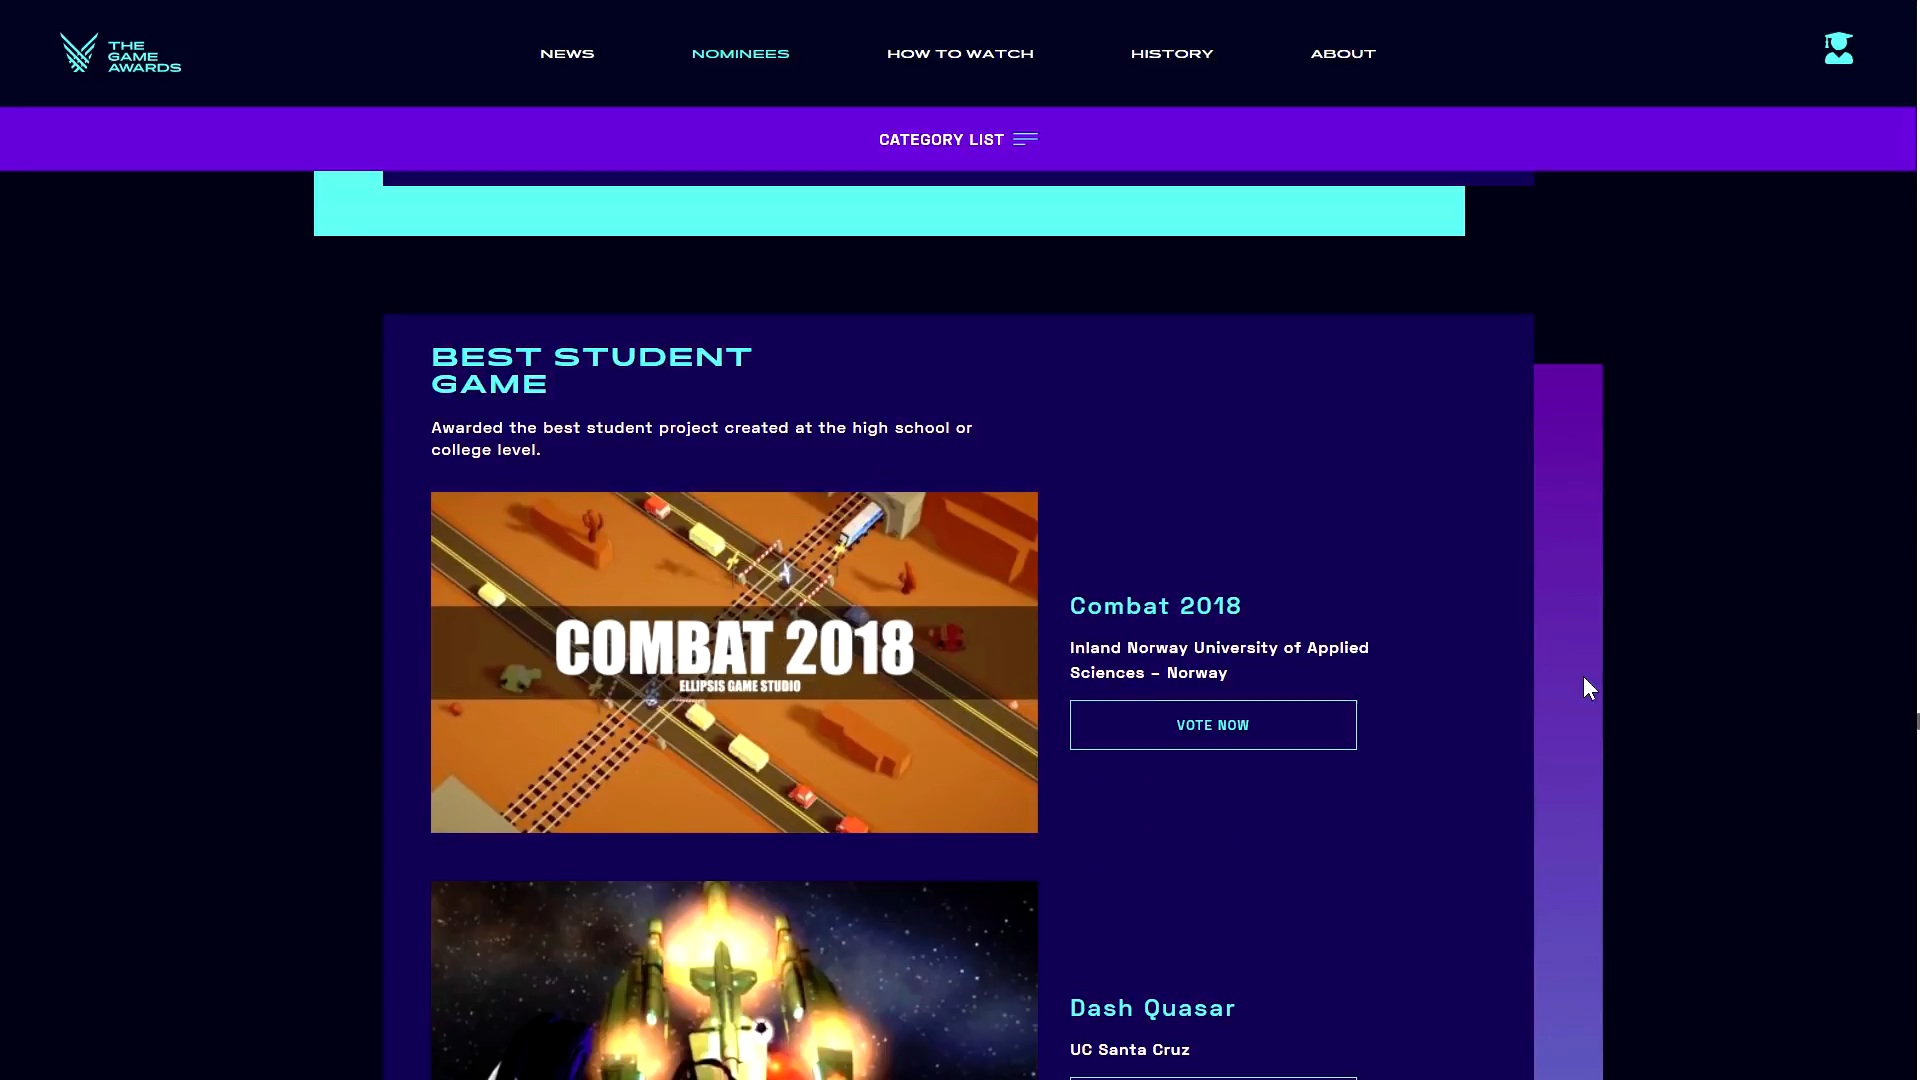 THE
GAME
AWARDS
NEWS
NOMINEES
HOW TO WATCH
HISTORY
ABOUT
CATEGORY LIST
BEST STUDENT
GAME
Awarded the best student project created at the high school or
college level.
COMBAT 2018
ELLIPSIS GAME STUDIO
Combat 2018
Inland Norway University of Applied
Sciences – Norway
VOTE NOW
Dash Quasar
UC Santa Cruz